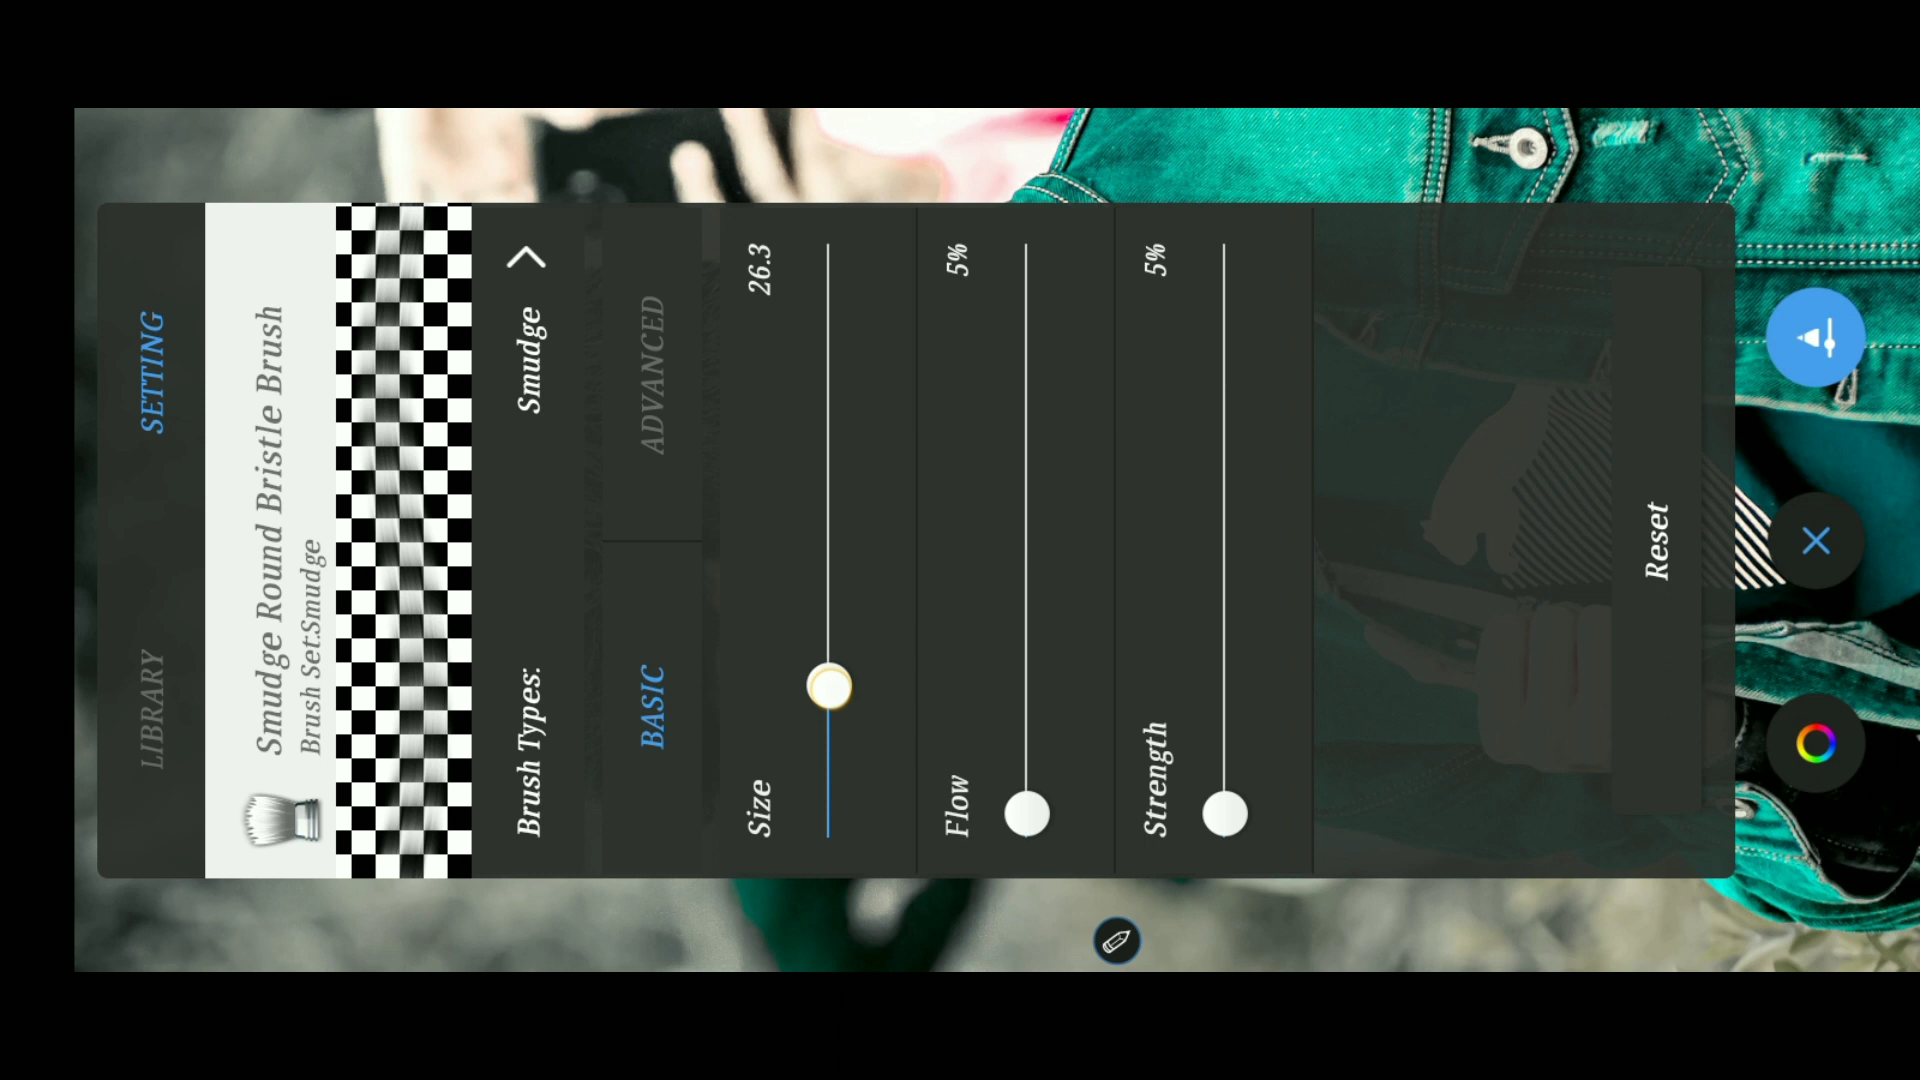 LIBRARY SETTING
Smudge Round Bristle Brush
Brush Set:Smudge
Brush Types: Smudge
BASIC ADVANCED
Size 26.3
Flow 5%
Strength 5%
Reset